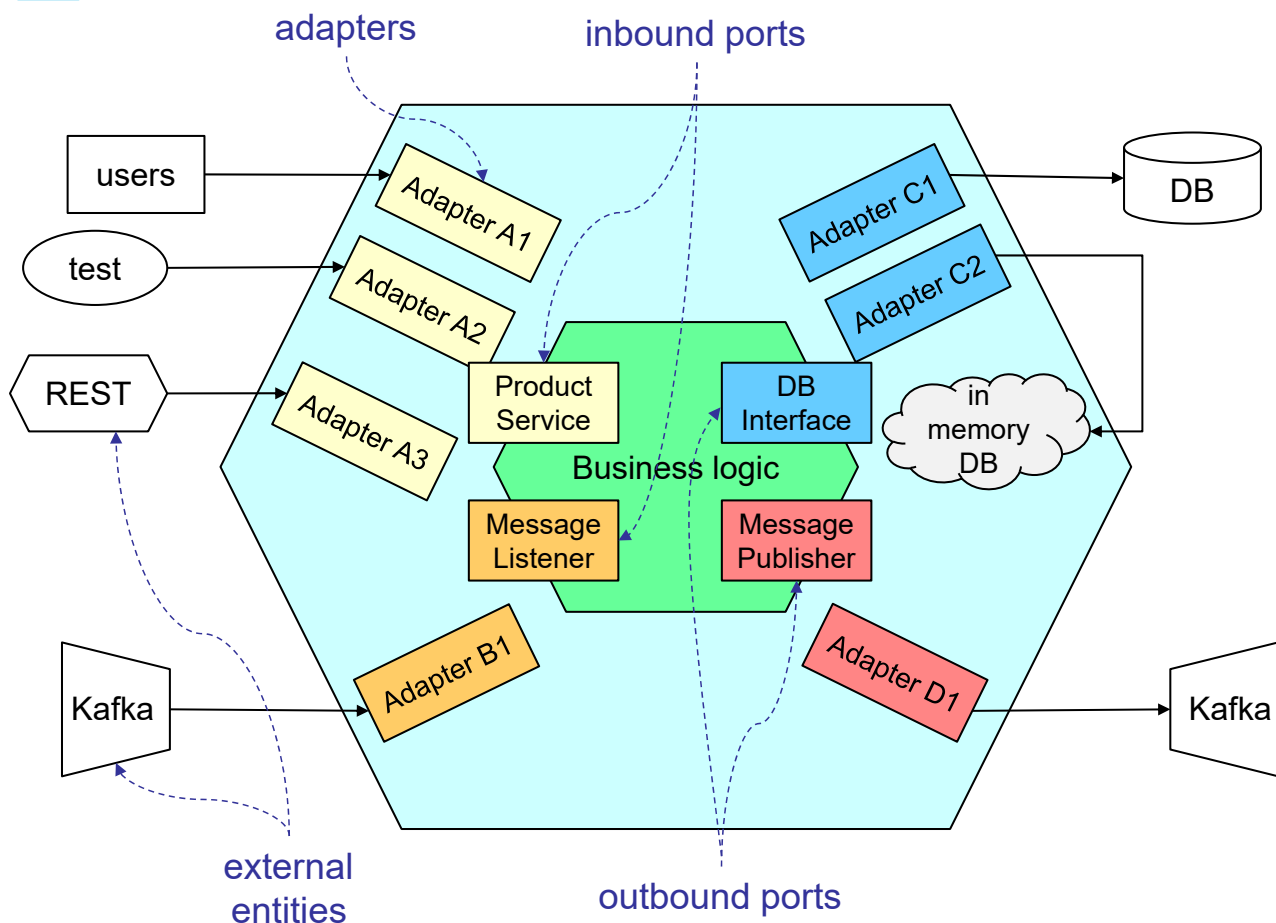 adapters
inbound ports
users
Adapter A1
Adapter C1
DB
test
Adapter A2
Adapter C2
REST
Adapter A3
Product
Service
DB
Interface
in
memory
DB
Business logic
Message
Listener
Message
Publisher
Kafka
Adapter B1
Adapter D1
Kafka
external
entities
outbound ports